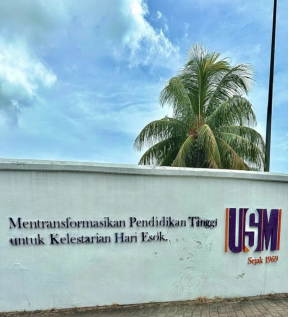 Mentransformasikan Pendidikan Tinggi
untuk Kelestarian Hari Esok.
USM
Sejak 1969